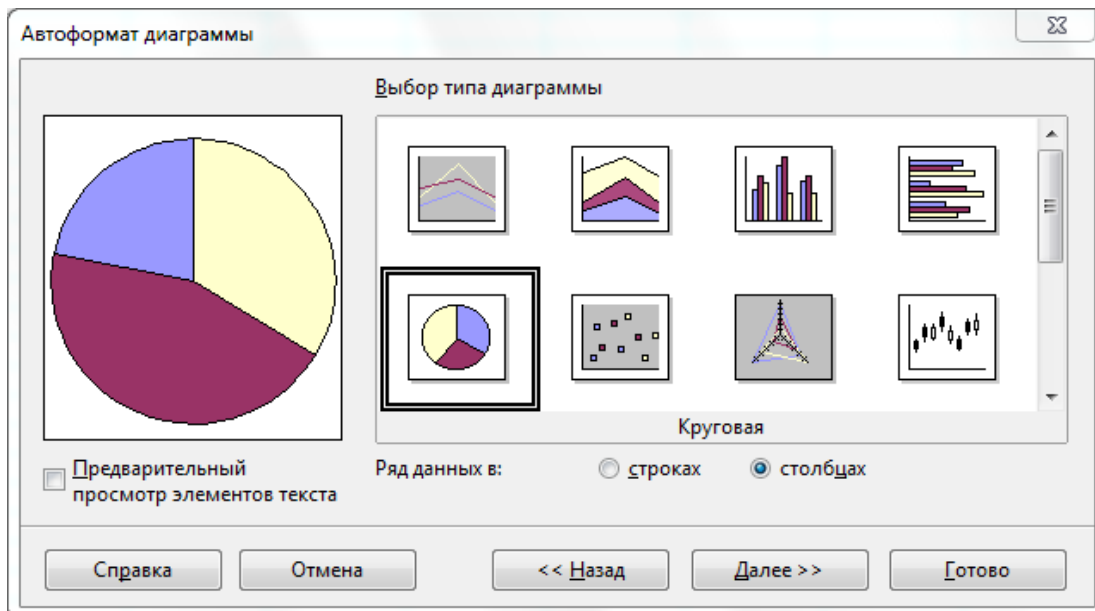 Автоформат диаграммы
Выбор типа диаграммы
Круговая
Предварительный
просмотр элементов текста
Ряд данных в:
строках
столбцах
Справка
Отмена
<< Назад
Далее >>
Готово